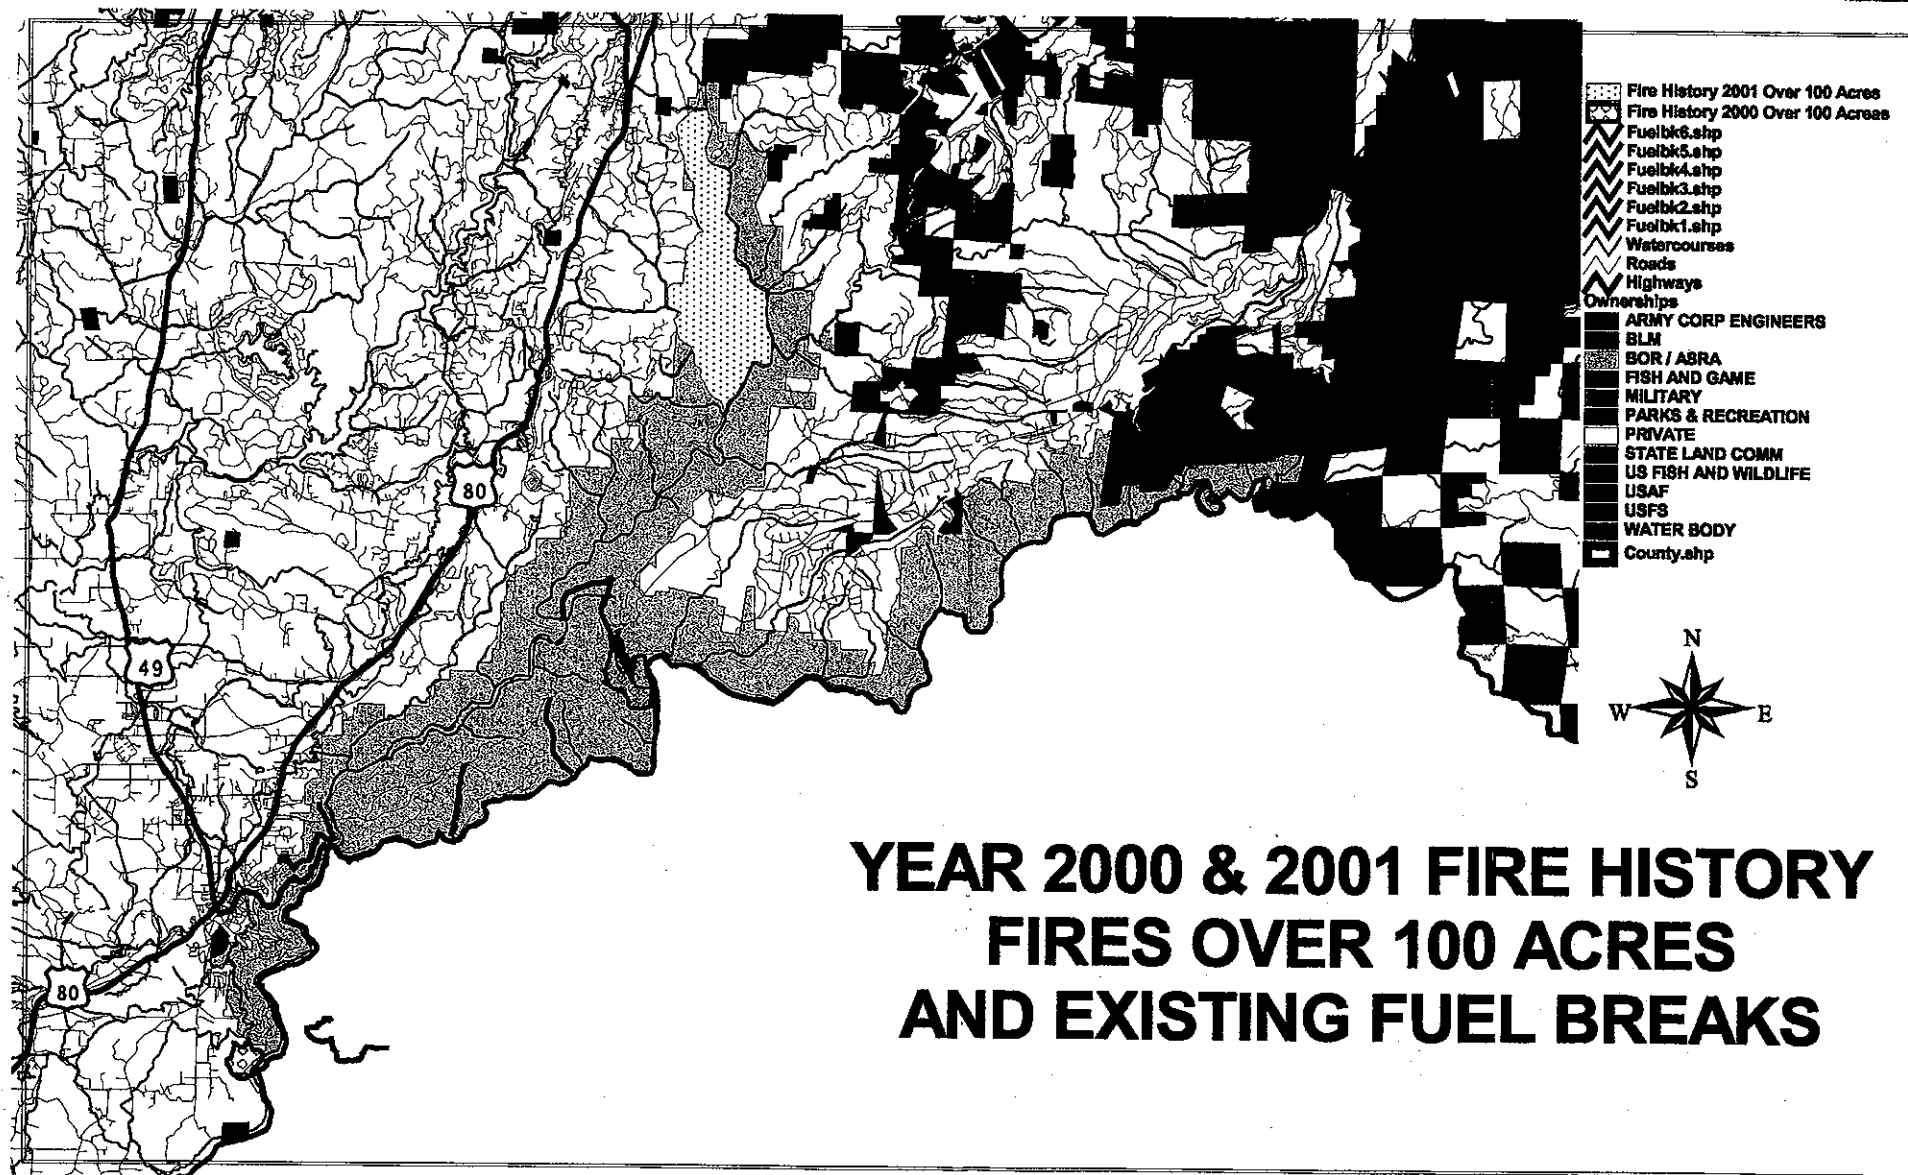 Fire History 2001 Over 100 Acres
Fire History 2000 Over 100 Acreas
Fuelbk6.shp
Fuelbk5.shp
Fuelbk4.shp
Fuelbk3.shp
Fuelbk2.shp
Fuelbk1.shp
Watercourses
Roads
Highways
Ownerships
ARMY CORP ENGINEERS
BLM
BOR / ASRA
FISH AND GAME
MILITARY
PARKS & RECREATION
PRIVATE
STATE LAND COMM
US FISH AND WILDLIFE
USAF
USFS
WATER BODY
County.shp
80
49
80
N
W E
S
YEAR 2000 & 2001 FIRE HISTORY
FIRES OVER 100 ACRES
AND EXISTING FUEL BREAKS